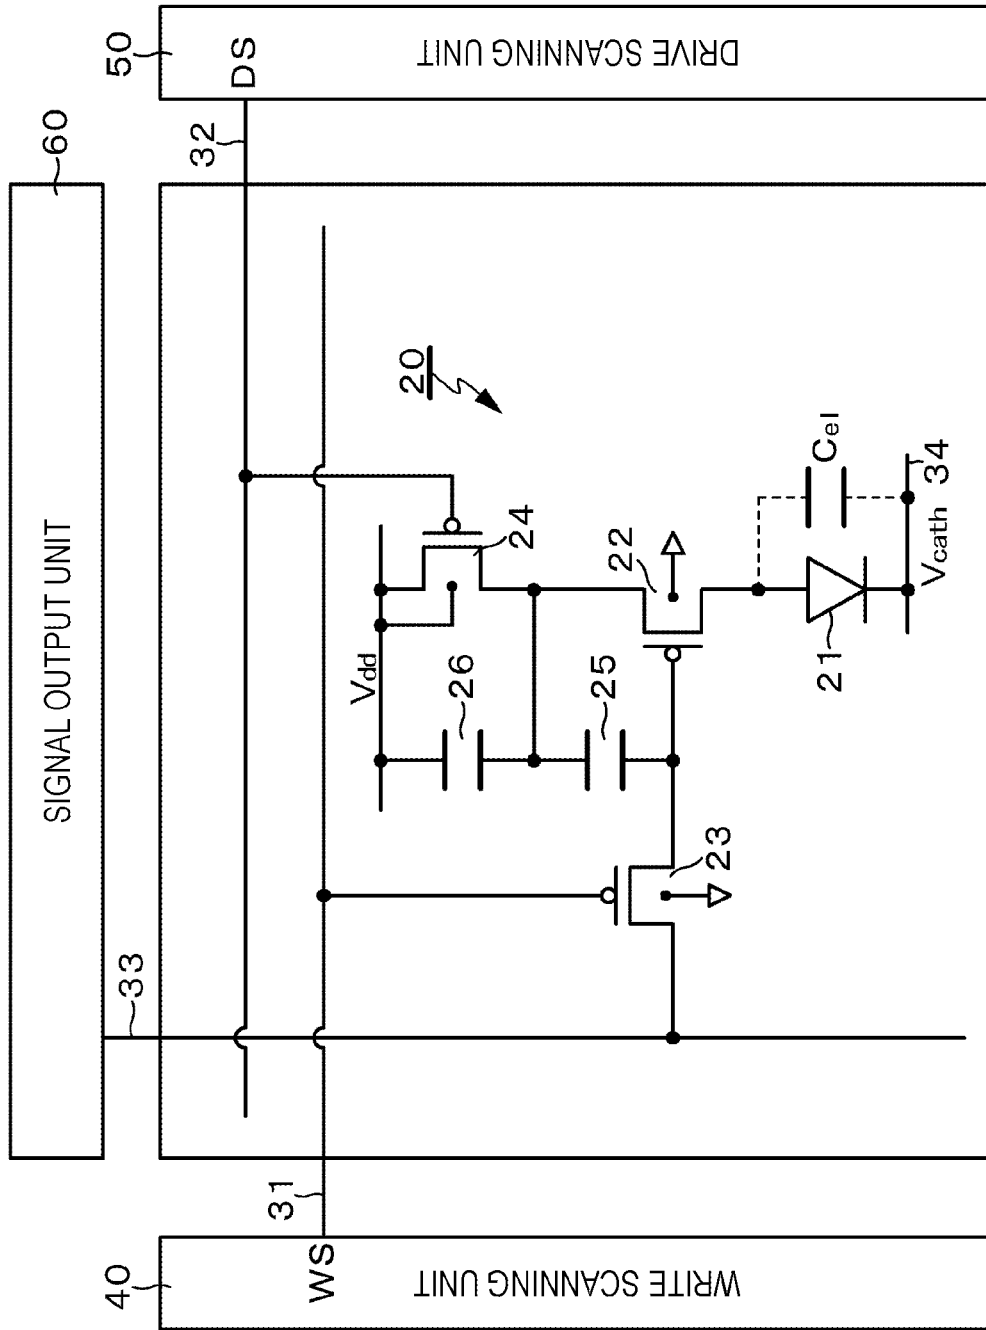 60
SIGNAL OUTPUT UNIT
50
DS
DRIVE SCANNING UNIT
32
33
20
Vdd
24
26
25
22
23
Cel
21
34
Vcath
31
40
WS
WRITE SCANNING UNIT